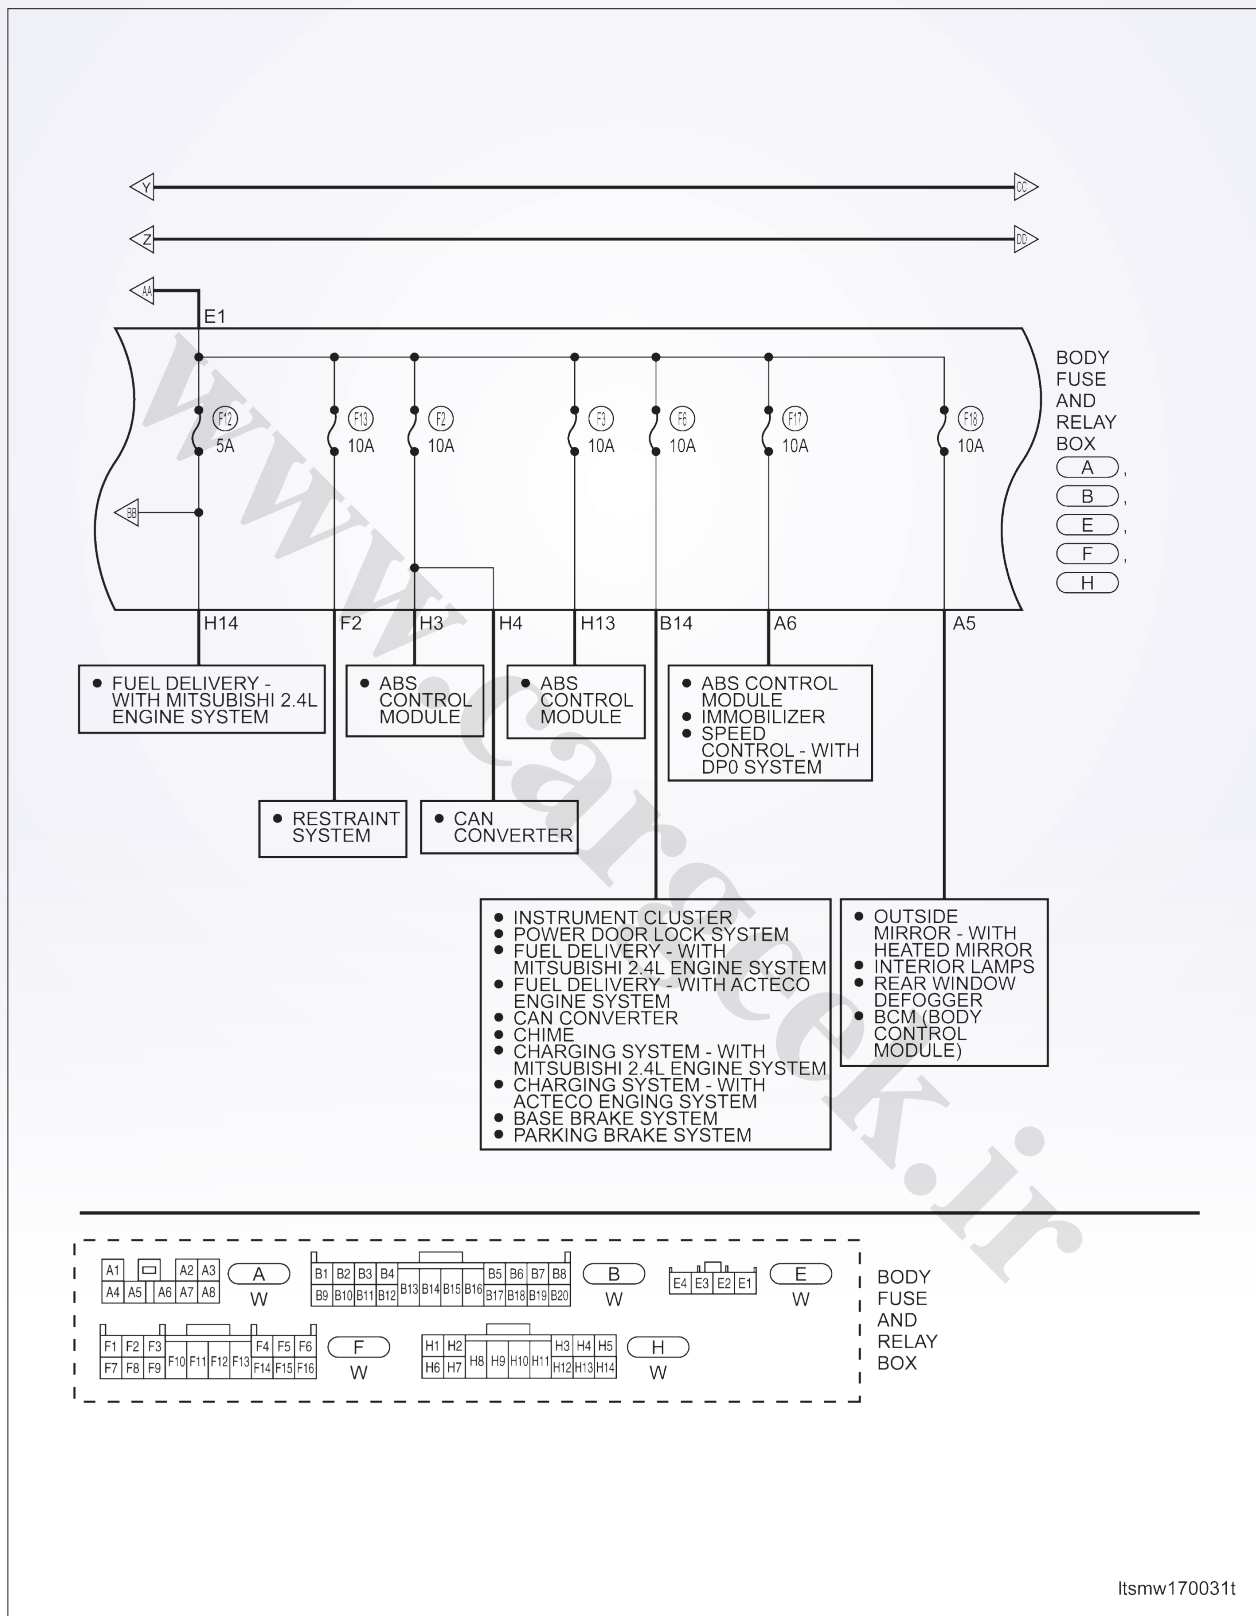 Y CC
Z DD
AA
E1
F12 F13 F2 F3 F6 F17 F18
5A 10A 10A 10A 10A 10A 10A
BB
BODY
FUSE
AND
RELAY
BOX
A ,
B ,
E ,
F ,
H
H14 F2 H3 H4 H13 B14 A6 A5
● FUEL DELIVERY -
WITH MITSUBISHI 2.4L
ENGINE SYSTEM
● ABS
CONTROL
MODULE
● ABS
CONTROL
MODULE
● ABS CONTROL
MODULE
● IMMOBILIZER
● SPEED
CONTROL - WITH
DP0 SYSTEM
● RESTRAINT
SYSTEM
● CAN
CONVERTER
● INSTRUMENT CLUSTER
● POWER DOOR LOCK SYSTEM
● FUEL DELIVERY - WITH
MITSUBISHI 2.4L ENGINE SYSTEM
● FUEL DELIVERY - WITH ACTECO
ENGINE SYSTEM
● CAN CONVERTER
● CHIME
● CHARGING SYSTEM - WITH
MITSUBISHI 2.4L ENGINE SYSTEM
● CHARGING SYSTEM - WITH
ACTECO ENGING SYSTEM
● BASE BRAKE SYSTEM
● PARKING BRAKE SYSTEM
● OUTSIDE
MIRROR - WITH
HEATED MIRROR
● INTERIOR LAMPS
● REAR WINDOW
DEFOGGER
● BCM (BODY
CONTROL
MODULE)
www.cargeek.ir
A1 A2 A3
A4 A5 A6 A7 A8
A
W
B1 B2 B3 B4 B5 B6 B7 B8
B13 B14 B15 B16
B9 B10 B11 B12 B17 B18 B19 B20
B
W
E4 E3 E2 E1
E
W
F1 F2 F3 F4 F5 F6
F10 F11 F12 F13
F7 F8 F9 F14 F15 F16
F
W
H1 H2 H3 H4 H5
H8 H9 H10 H11
H6 H7 H12 H13 H14
H
W
BODY
FUSE
AND
RELAY
BOX
ltsmw170031t